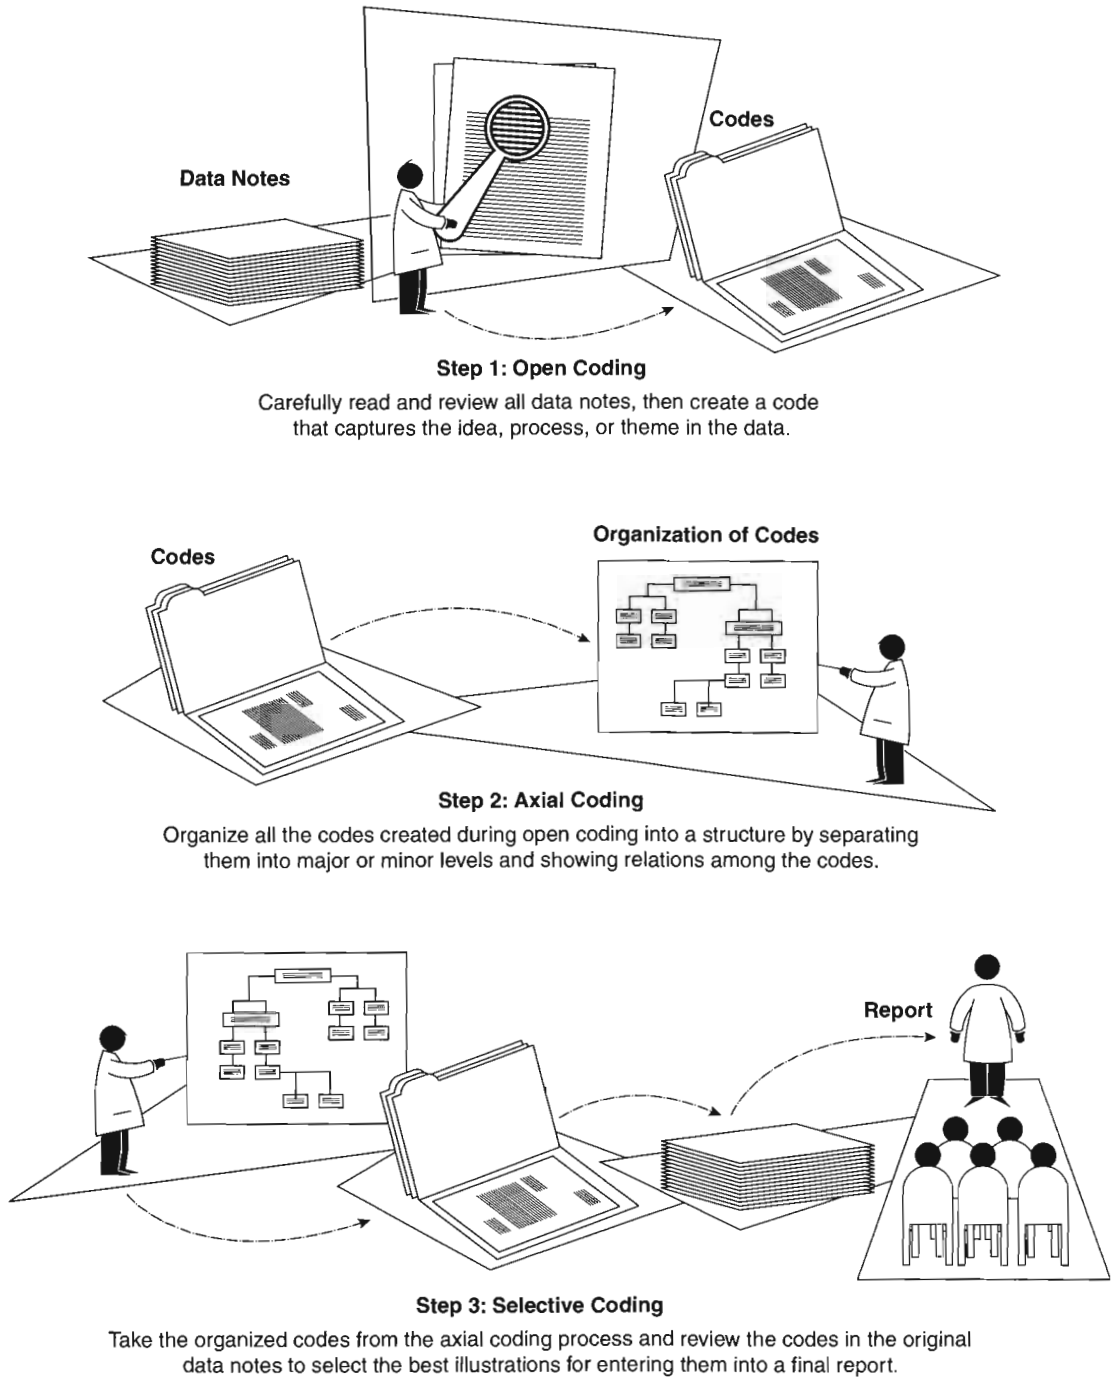 Data Notes
Codes
Step 1: Open Coding
Carefully read and review all data notes, then create a code
that captures the idea, process, or theme in the data.
Codes
Organization of Codes
Step 2: Axial Coding
Organize all the codes created during open coding into a structure by separating
them into major or minor levels and showing relations among the codes.
Report
Step 3: Selective Coding
Take the organized codes from the axial coding process and review the codes in the original
data notes to select the best illustrations for entering them into a final report.